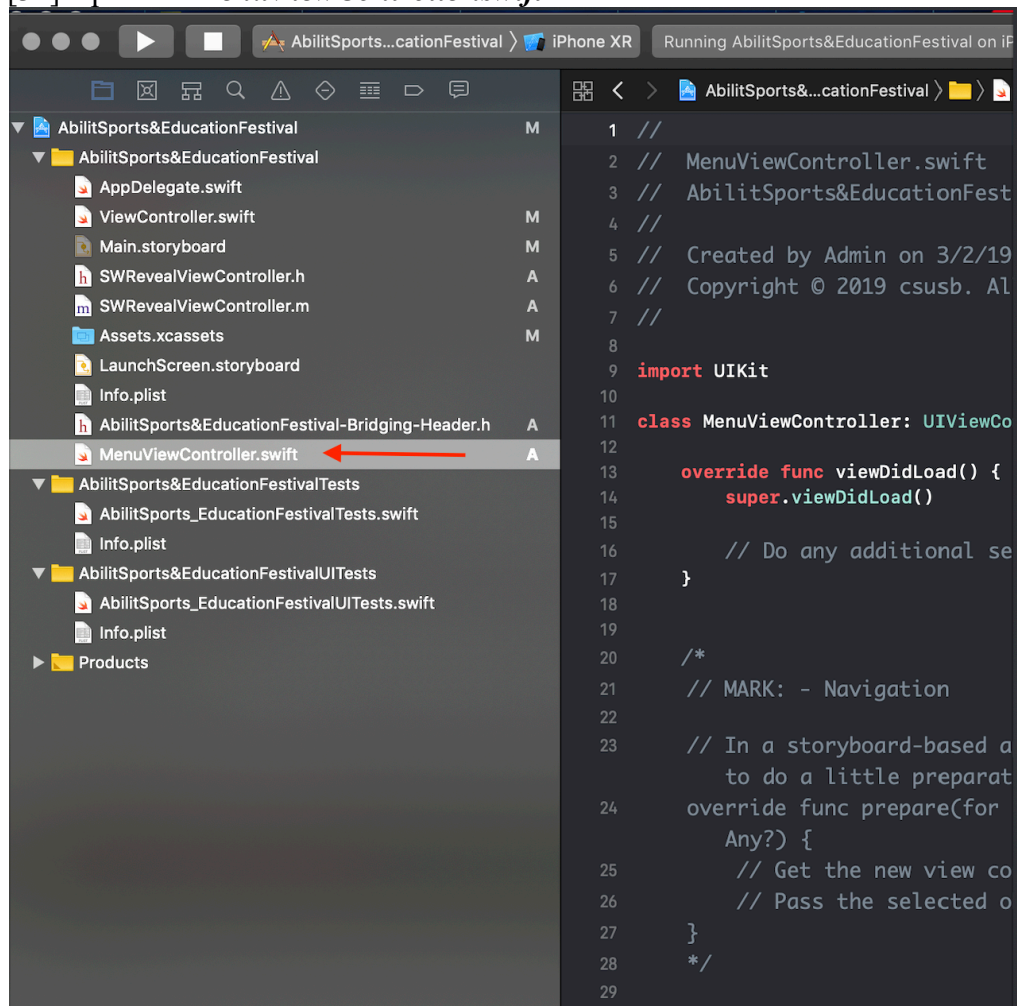 AbilitSports...cationFestival
iPhone XR
Running AbilitSports&EducationFestival on iP
AbilitSports&...cationFestival
AbilitSports&EducationFestival M
AbilitSports&EducationFestival
AppDelegate.swift
ViewController.swift M
Main.storyboard M
h SWRevealViewController.h A
m SWRevealViewController.m A
Assets.xcassets M
LaunchScreen.storyboard
Info.plist
h AbilitSports&EducationFestival-Bridging-Header.h A
MenuViewController.swift A
AbilitSports&EducationFestivalTests
AbilitSports_EducationFestivalTests.swift
Info.plist
AbilitSports&EducationFestivalUITests
AbilitSports_EducationFestivalUITests.swift
Info.plist
Products
1 //
2 // MenuViewController.swift
3 // AbilitSports&EducationFest
4 //
5 // Created by Admin on 3/2/19
6 // Copyright © 2019 csusb. Al
7 //
8
9 import UIKit
10
11 class MenuViewController: UIViewCo
12
13 override func viewDidLoad() {
14 super.viewDidLoad()
15
16 // Do any additional se
17 }
18
19
20 /*
21 // MARK: - Navigation
22
23 // In a storyboard-based a
to do a little preparat
24 override func prepare(for
Any?) {
25 // Get the new view co
26 // Pass the selected o
27 }
28 */
29